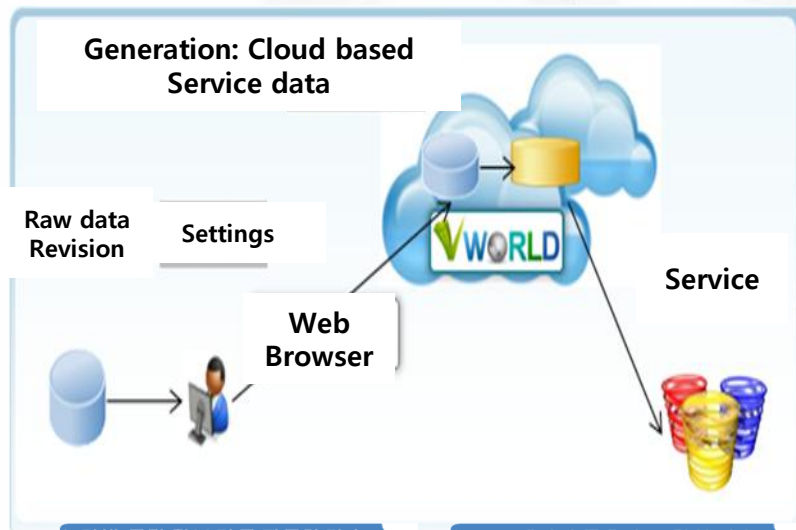 Generation: Cloud based
Service data
Raw data
Revision
Settings
VWORLD
Service
Web
Browser